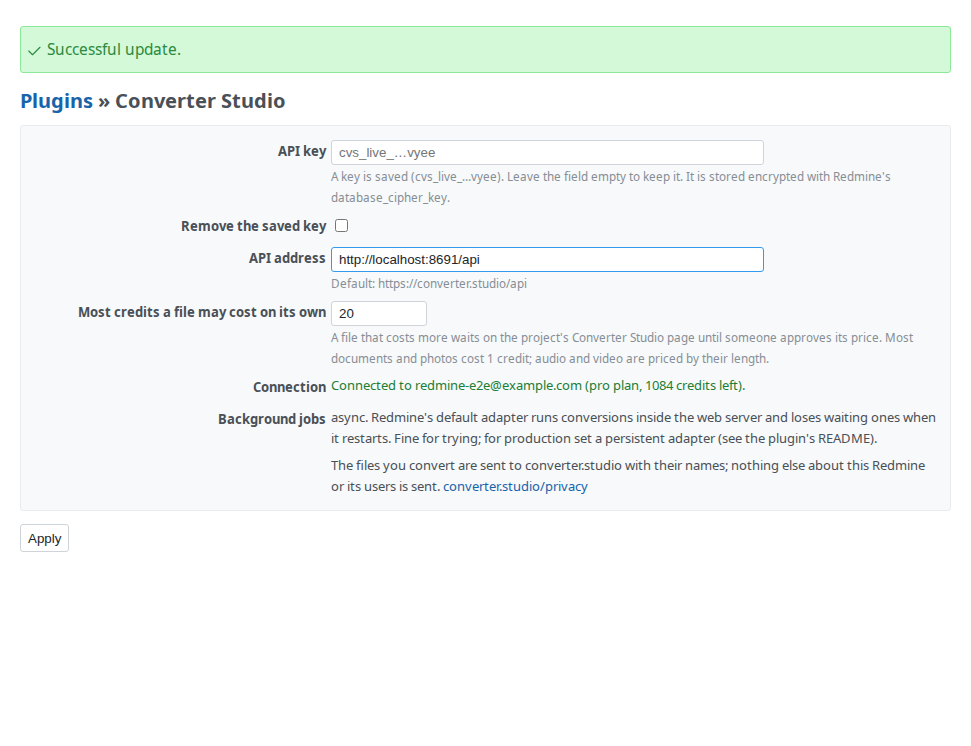 ✓ Successful update.
Plugins » Converter Studio
API key
cvs_live_…vyee
A key is saved (cvs_live_...vyee). Leave the field empty to keep it. It is stored encrypted with Redmine's
database_cipher_key.
Remove the saved key
API address
http://localhost:8691/api
Default: https://converter.studio/api
Most credits a file may cost on its own
20
A file that costs more waits on the project's Converter Studio page until someone approves its price. Most
documents and photos cost 1 credit; audio and video are priced by their length.
Connection
Connected to redmine-e2e@example.com (pro plan, 1084 credits left).
Background jobs
async. Redmine's default adapter runs conversions inside the web server and loses waiting ones when
it restarts. Fine for trying; for production set a persistent adapter (see the plugin's README).
The files you convert are sent to converter.studio with their names; nothing else about this Redmine
or its users is sent. converter.studio/privacy
Apply